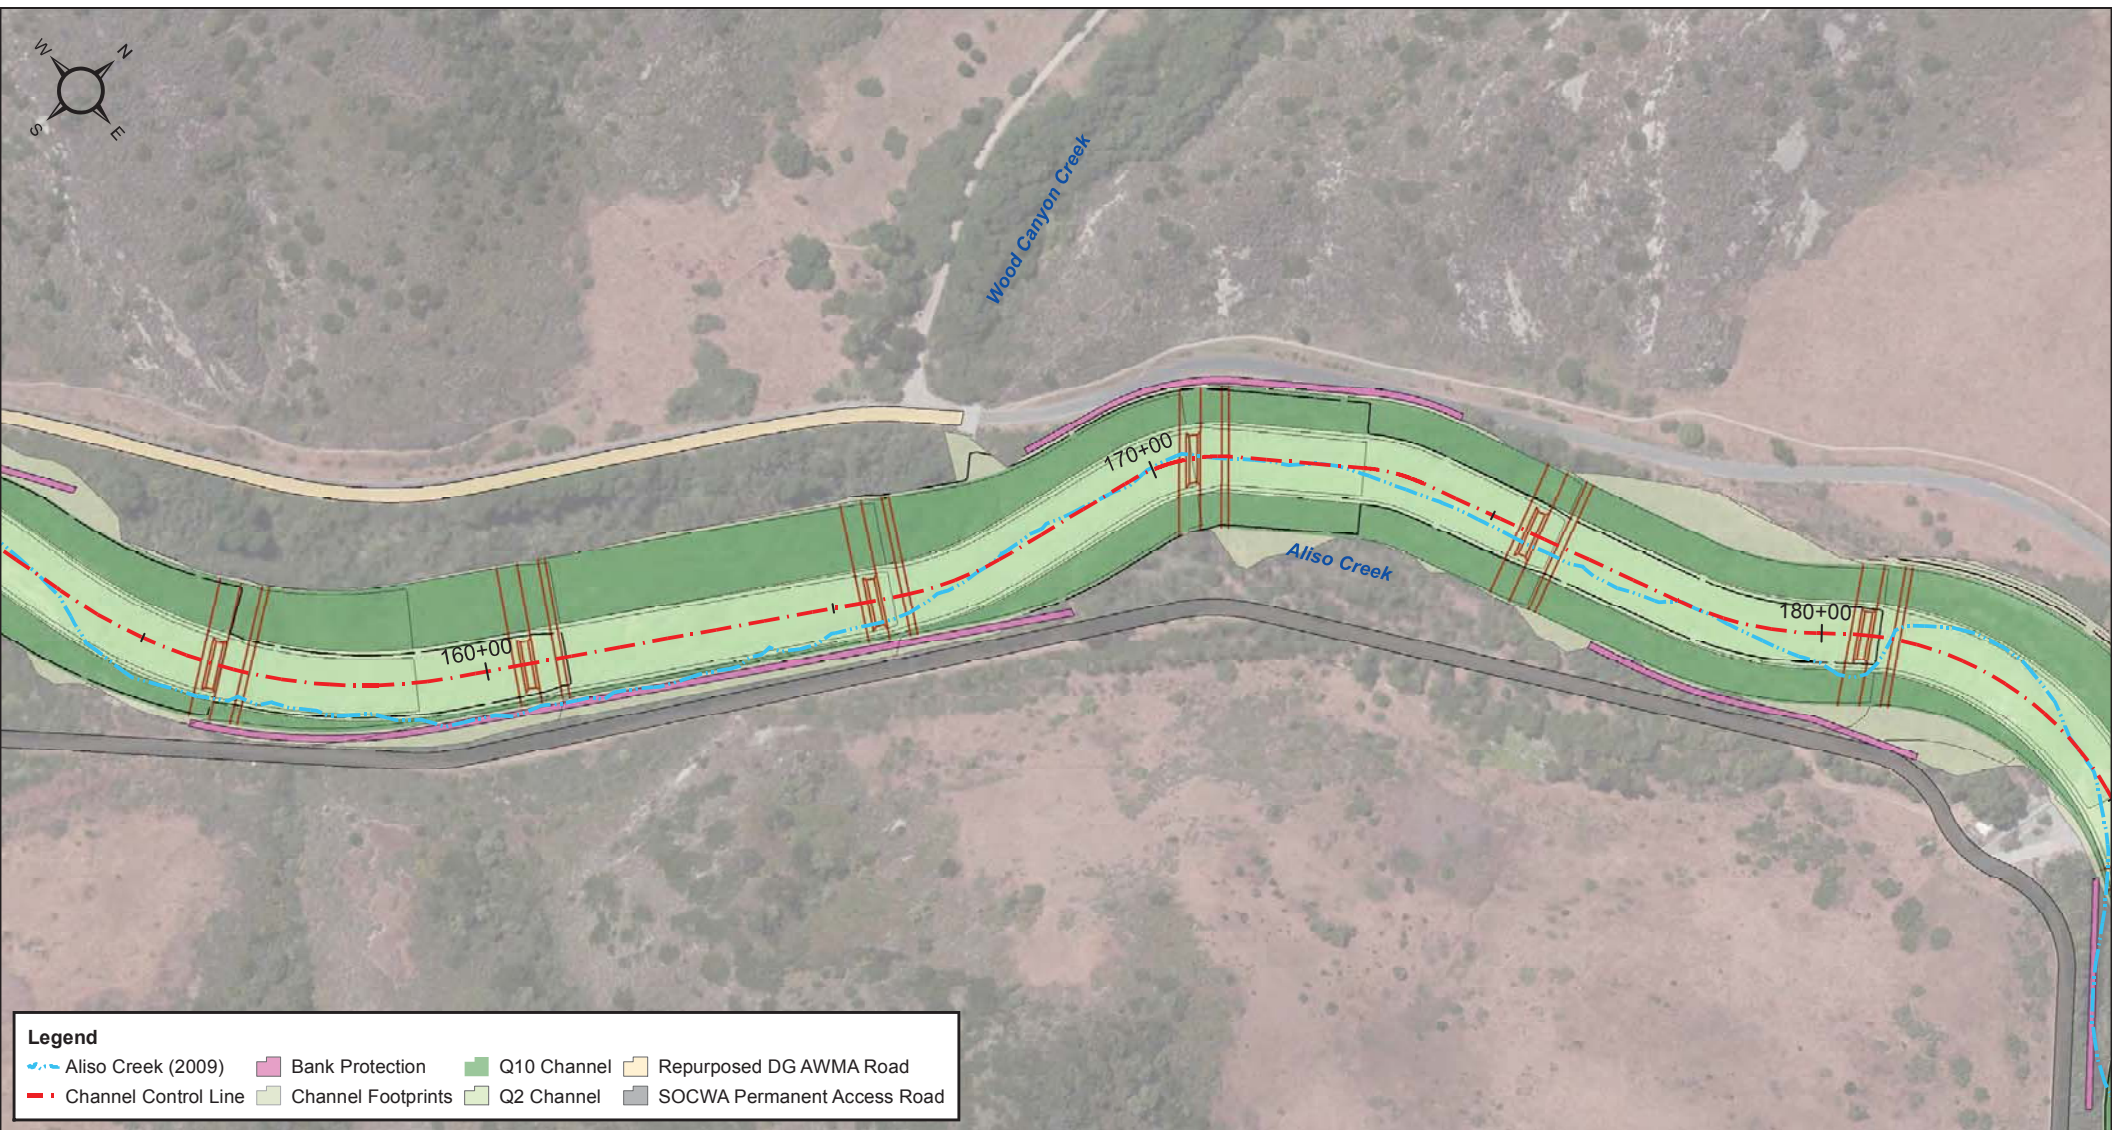 W
N
S
E
Wood Canyon Creek
170+00
Aliso Creek
180+00
160+00
Legend
Aliso Creek (2009)
Bank Protection
Q10 Channel
Repurposed DG AWMA Road
Channel Control Line
Channel Footprints
Q2 Channel
SOCWA Permanent Access Road